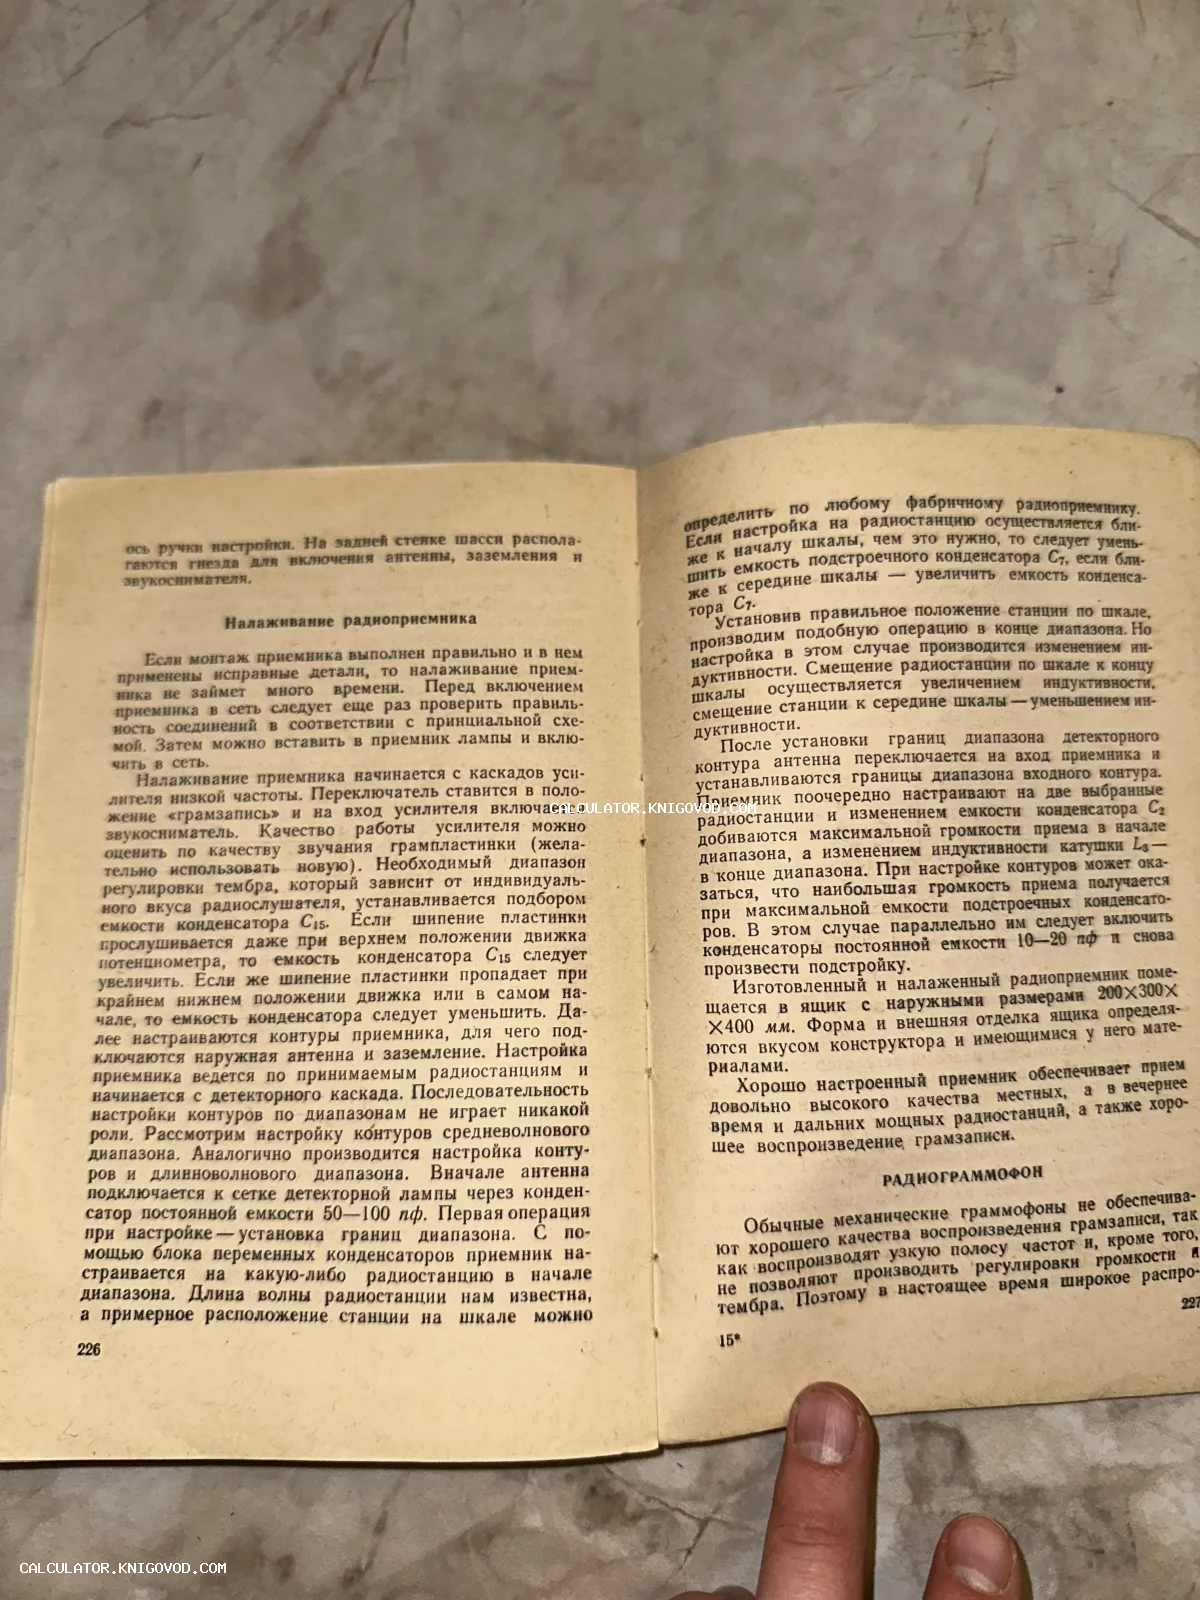 ось ручки настройки. На задней стенке шасси распола-
гаются гнезда для включения антенны, заземления и
звукоснимателя.
Налаживание радиоприемника
Если монтаж приемника выполнен правильно и в нем
применены исправные детали, то налаживание прием-
ника не займет много времени. Перед включением
приемника в сеть следует еще раз проверить правиль-
ность соединений в соответствии с принциальной схе-
мой. Затем можно вставить в приемник лампы и вклю-
чить в сеть.
Налаживание приемника начинается с каскадов уси-
лителя низкой частоты. Переключатель ставится в поло-
жение «грамзапись» и на вход усилителя включается
звукосниматель. Качество работы усилителя можно
оценить по качеству звучания грампластинки (жела-
тельно использовать новую). Необходимый диапазон
регулировки тембра, который зависит от индивидуаль-
ного вкуса радиослушателя, устанавливается подбором
емкости конденсатора C15. Если шипение пластинки
прослушивается даже при верхнем положении движка
потенциометра, то емкость конденсатора C15 следует
увеличить. Если же шипение пластинки пропадает при
крайнем нижнем положении движка или в самом на-
чале, то емкость конденсатора следует уменьшить. Да-
лее настраиваются контуры приемника, для чего под-
ключаются наружная антенна и заземление. Настройка
приемника ведется по принимаемым радиостанциям и
начинается с детекторного каскада. Последовательность
настройки контуров по диапазонам не играет никакой
роли. Рассмотрим настройку контуров средневолнового
диапазона. Аналогично производится настройка конту-
ров и длинноволнового диапазона. Вначале антенна
подключается к сетке детекторной лампы через конден-
сатор постоянной емкости 50—100 пф. Первая операция
при настройке — установка границ диапазона. С по-
мощью блока переменных конденсаторов приемник на-
страивается на какую-либо радиостанцию в начале
диапазона. Длина волны радиостанции нам известна,
а примерное расположение станции на шкале можно
226
определить по любому фабричному радиоприемнику.
Если настройка на радиостанцию осуществляется бли-
же к началу шкалы, чем это нужно, то следует умень-
шить емкость подстроечного конденсатора C7, если бли-
же к середине шкалы — увеличить емкость конденса-
тора C7.
Установив правильное положение станции по шкале,
производим подобную операцию в конце диапазона. Но
настройка в этом случае производится изменением ин-
дуктивности. Смещение радиостанции по шкале к концу
шкалы осуществляется увеличением индуктивности,
смещение станции к середине шкалы — уменьшением ин-
дуктивности.
После установки границ диапазона детекторного
контура антенна переключается на вход приемника и
устанавливаются границы диапазона входного контура.
Приемник поочередно настраивают на две выбранные
радиостанции и изменением емкости конденсатора C2
добиваются максимальной громкости приема в начале
диапазона, а изменением индуктивности катушки L3 —
в конце диапазона. При настройке контуров может ока-
заться, что наибольшая громкость приема получается
при максимальной емкости подстроечных конденсато-
ров. В этом случае параллельно им следует включить
конденсаторы постоянной емкости 10—20 пф и снова
произвести подстройку.
Изготовленный и налаженный радиоприемник поме-
щается в ящик с наружными размерами 200×300×
×400 мм. Форма и внешняя отделка ящика определя-
ются вкусом конструктора и имеющимися у него мате-
риалами.
Хорошо настроенный приемник обеспечивает прием
довольно высокого качества местных, а в вечернее
время и дальних мощных радиостанций, а также хоро-
шее воспроизведение грамзаписи.
РАДИОГРАММОФОН
Обычные механические граммофоны не обеспечива-
ют хорошего качества воспроизведения грамзаписи, так
как воспроизводят узкую полосу частот и, кроме того,
не позволяют производить регулировки громкости и
тембра. Поэтому в настоящее время широкое распро-
15*
227
CALCULATOR.KNIGOVOD.COM
CALCULATOR.KNIGOVOD.COM